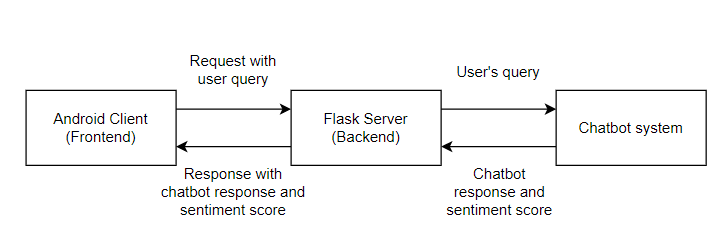 Request with
user query
User's query
Android Client
(Frontend)
Flask Server
(Backend)
Chatbot system
Response with
chatbot response and
sentiment score
Chatbot
response and
sentiment score